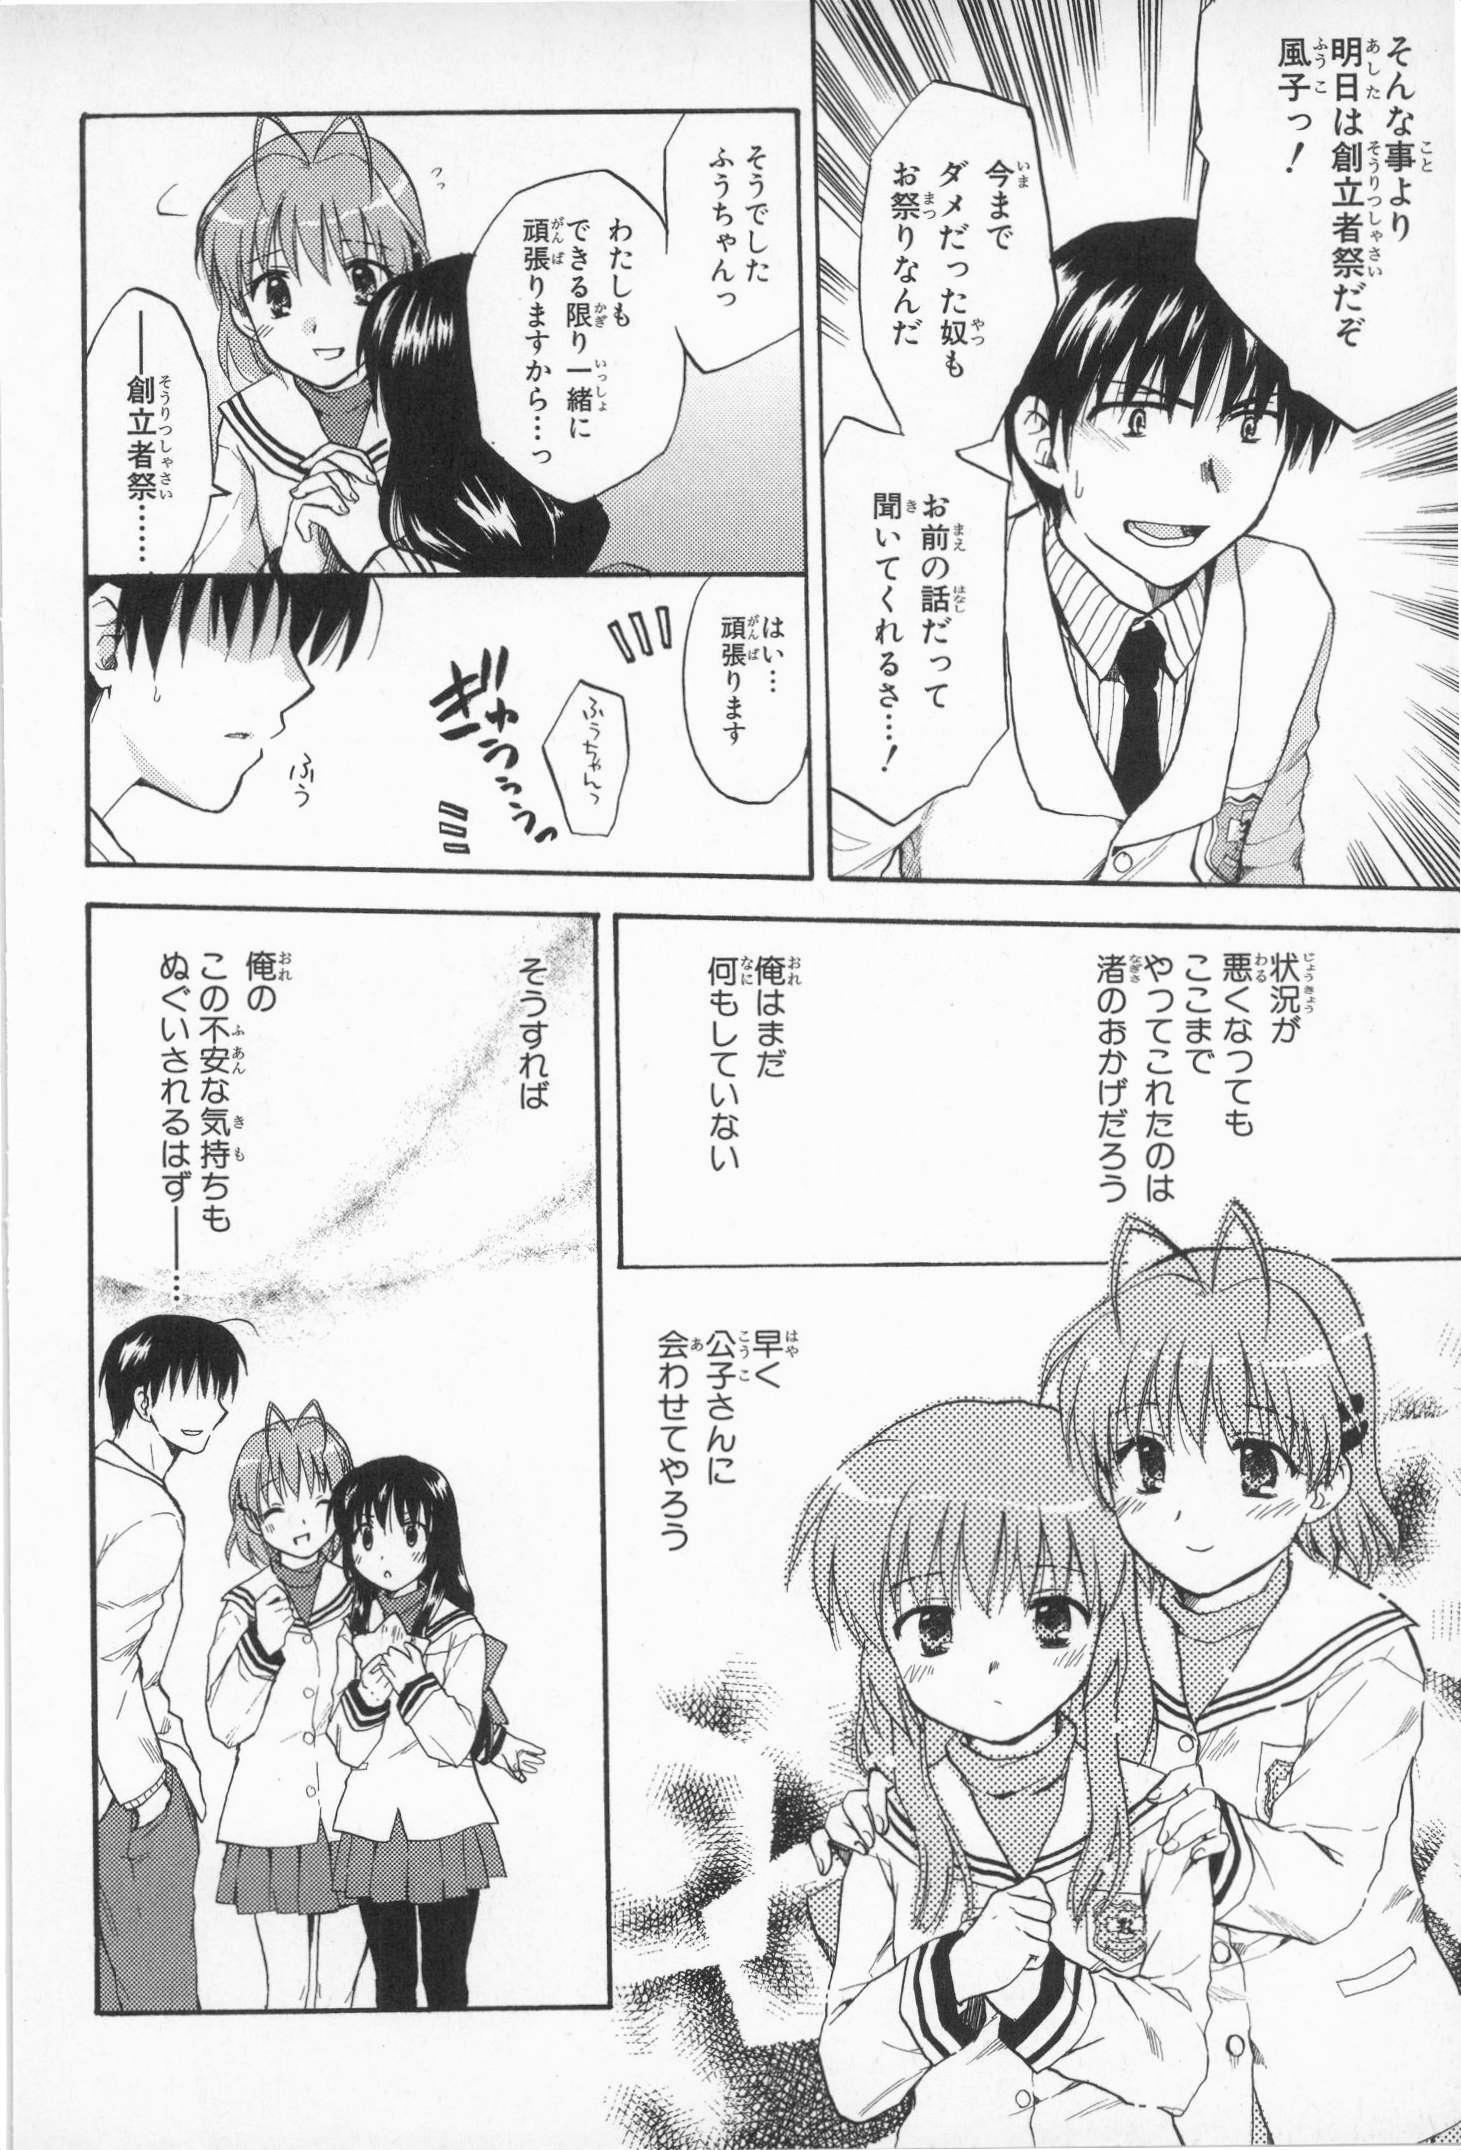 そんな事より
明日は創立者祭だぞ
風子っ!
今まで
ダメだった奴も
お祭りなんだ
お前の話だって
聞いてくれるさ…!
そうでした
ふうちゃんっ
わたしも
できる限り一緒に
頑張りますから…っ
――創立者祭……
はい…
頑張ります
ふうちゃんっ
ぎゅううぅぅっ
ふぅ
状況が
悪くなっても
ここまで
やってこれたのは
渚のおかげだろう
俺はまだ
何もしていない
早く
公子さんに
会わせてやろう
そうすれば
俺の
この不安な気持ちも
ぬぐいされるはず――…